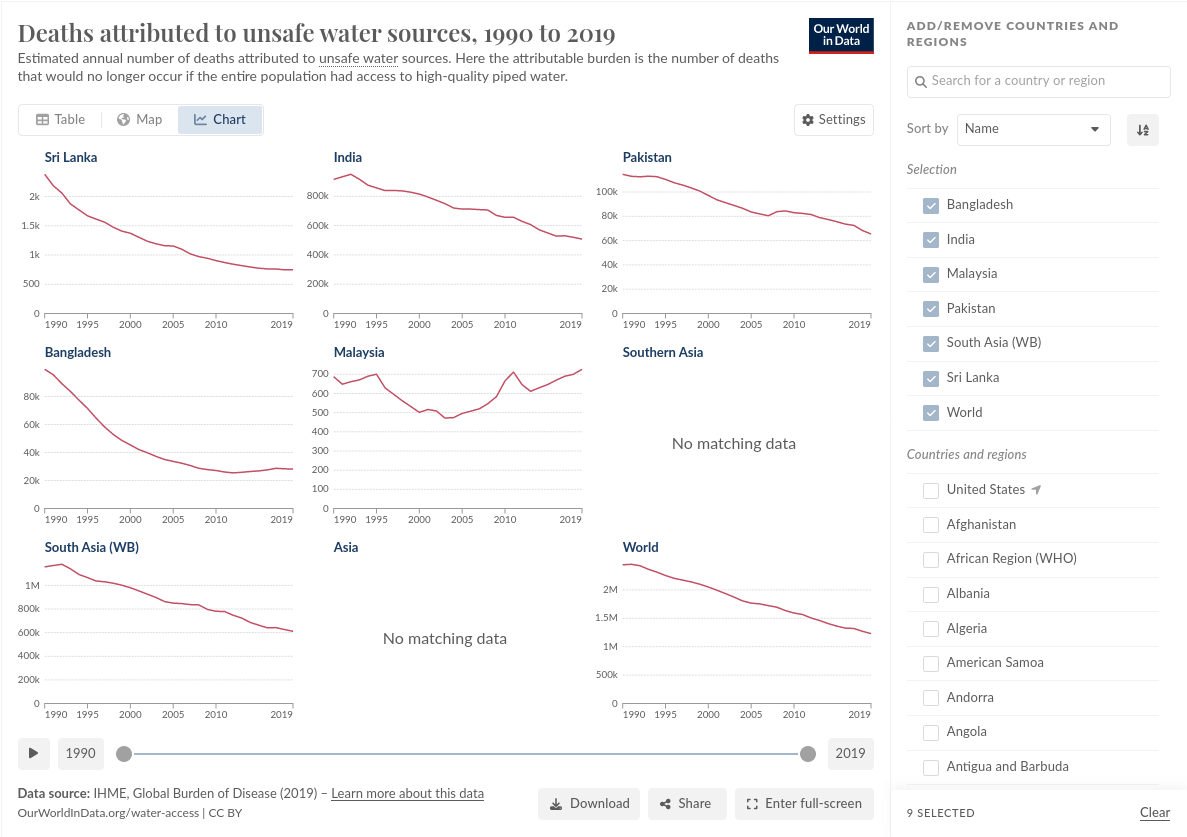 Deaths attributed to unsafe water sources, 1990 to 2019
Estimated annual number of deaths attributed to unsafe water sources. Here the attributable burden is the number of deaths
that would no longer occur if the entire population had access to high-quality piped water.
Our World
in Data
Table
Map
Chart
Settings
Sri Lanka
2k
1.5k
1k
500
0
1990 1995 2000 2005 2010 2019
India
800k
600k
400k
200k
0
1990 1995 2000 2005 2010 2019
Pakistan
100k
80k
60k
40k
20k
0
1990 1995 2000 2005 2010 2019
Bangladesh
80k
60k
40k
20k
0
1990 1995 2000 2005 2010 2019
Malaysia
700
600
500
400
300
200
100
0
1990 1995 2000 2005 2010 2019
Southern Asia
No matching data
South Asia (WB)
1M
800k
600k
400k
200k
0
1990 1995 2000 2005 2010 2019
Asia
No matching data
World
2M
1.5M
1M
500k
0
1990 1995 2000 2005 2010 2019
1990
2019
Data source: IHME, Global Burden of Disease (2019) – Learn more about this data
OurWorldInData.org/water-access | CC BY
Download
Share
Enter full-screen
ADD/REMOVE COUNTRIES AND
REGIONS
Search for a country or region
Sort by
Name
Selection
Bangladesh
India
Malaysia
Pakistan
South Asia (WB)
Sri Lanka
World
Countries and regions
United States
Afghanistan
African Region (WHO)
Albania
Algeria
American Samoa
Andorra
Angola
Antigua and Barbuda
9 SELECTED
Clear